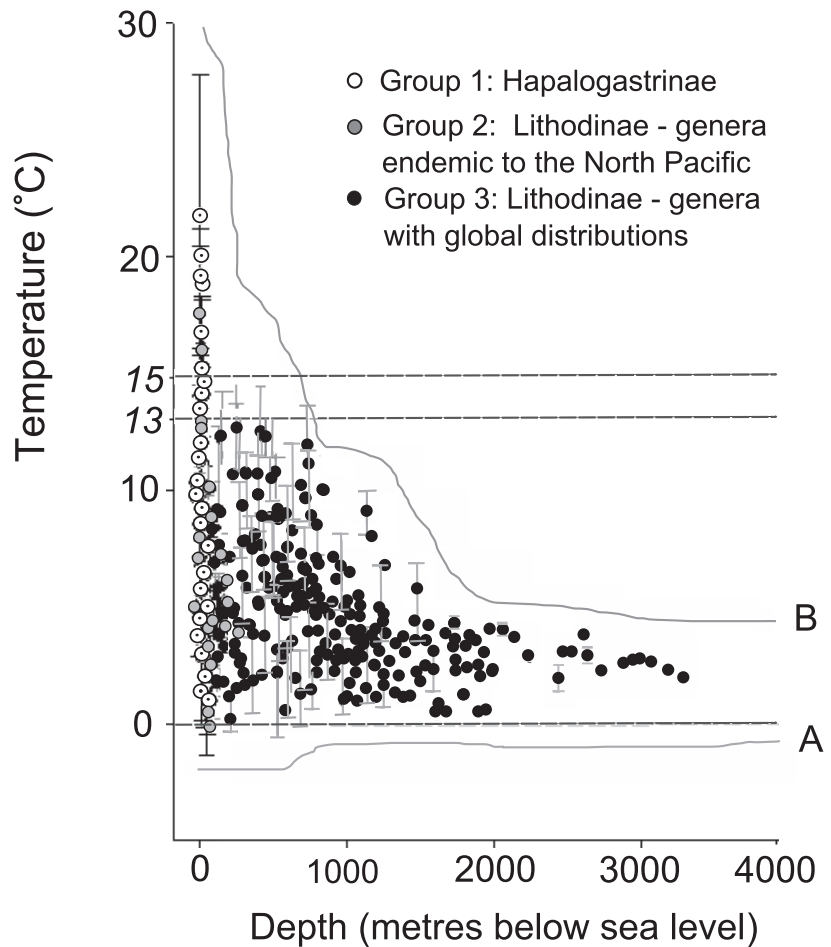 30
Group 1: Hapalogastrinae
Group 2: Lithodinae - genera
endemic to the North Pacific
Group 3: Lithodinae - genera
with global distributions
Temperature (˚C)
20
15
13
10
B
0
A
0
1000
2000
3000
4000
Depth (metres below sea level)